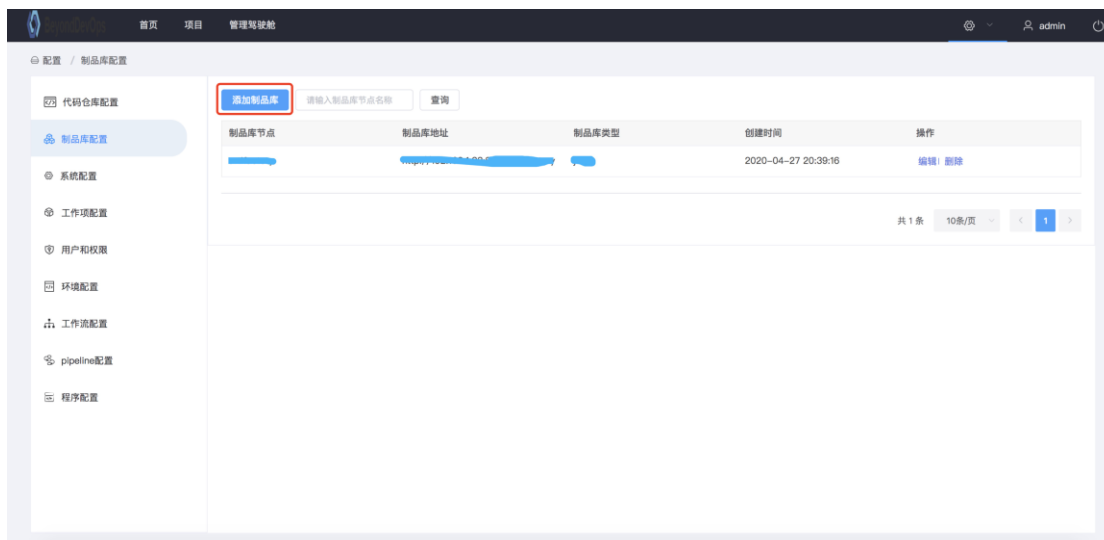 BeyondDevOps 首页 项目 管理驾驶舱 admin
配置 / 制品库配置
代码仓库配置
制品库配置
系统配置
工作项配置
用户和权限
环境配置
工作流配置
pipeline配置
程序配置
添加制品库 请输入制品库节点名称 查询
制品库节点 制品库地址 制品库类型 创建时间 操作
2020-04-27 20:39:16 编辑 | 删除
共 1 条 10条/页 < 1 >